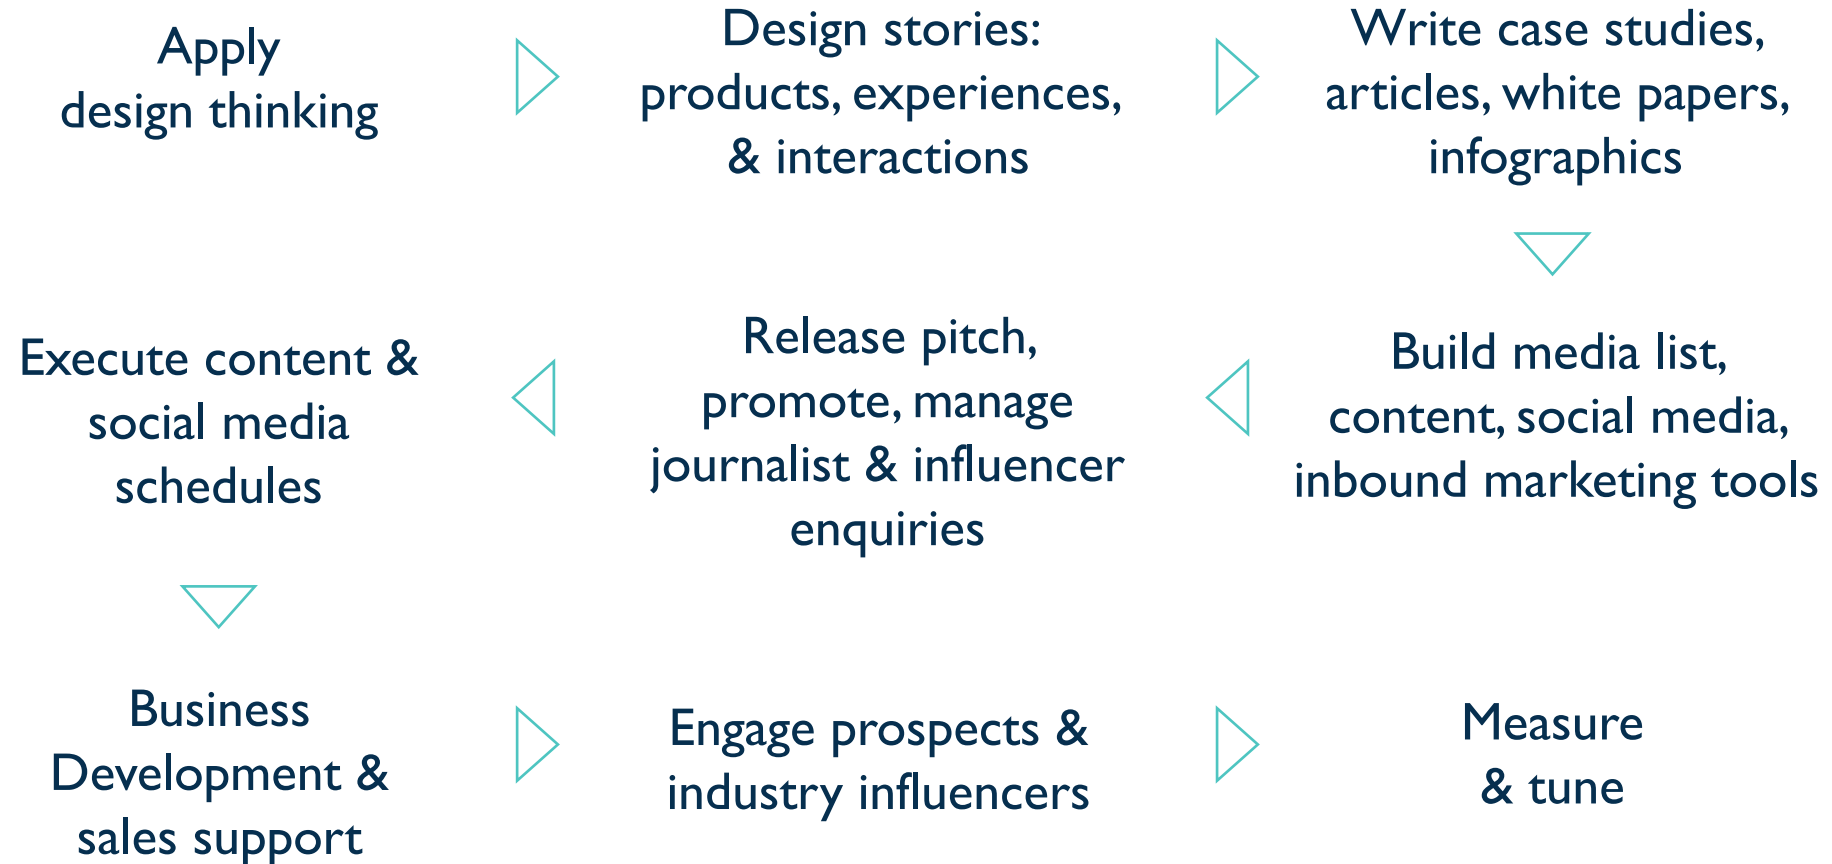 Apply
design thinking
Design stories:
products, experiences,
& interactions
Write case studies,
articles, white papers,
infographics
Build media list,
content, social media,
inbound marketing tools
Release pitch,
promote, manage
journalist & influencer
enquiries
Execute content &
social media
schedules
Business
Development &
sales support
Engage prospects &
industry influencers
Measure
& tune